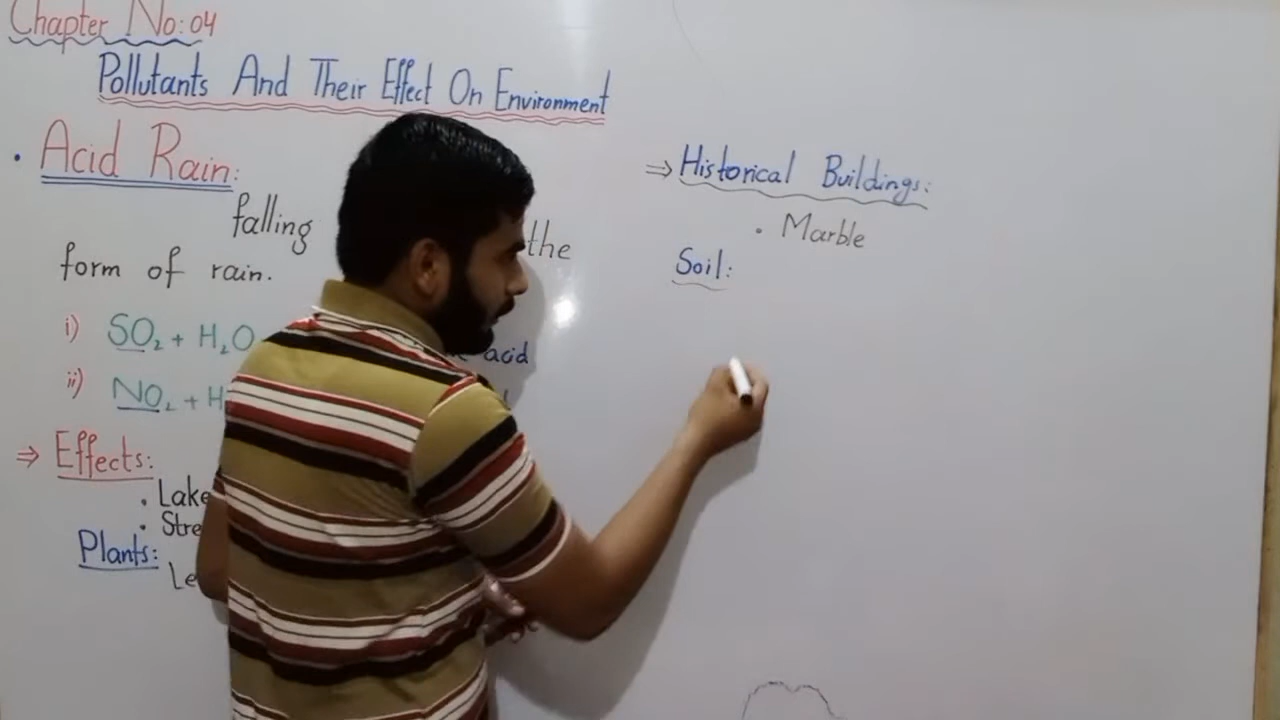 Chapter No:04
Pollutants And Their Effect On Environment
• Acid Rain:
falling the
form of rain.
i) SO₂ + H₂O acid
ii) NO₂ + H
⇒ Effects:
• Lake
• Stre
Plants:
Le
⇒ Historical Buildings:
• Marble
Soil: